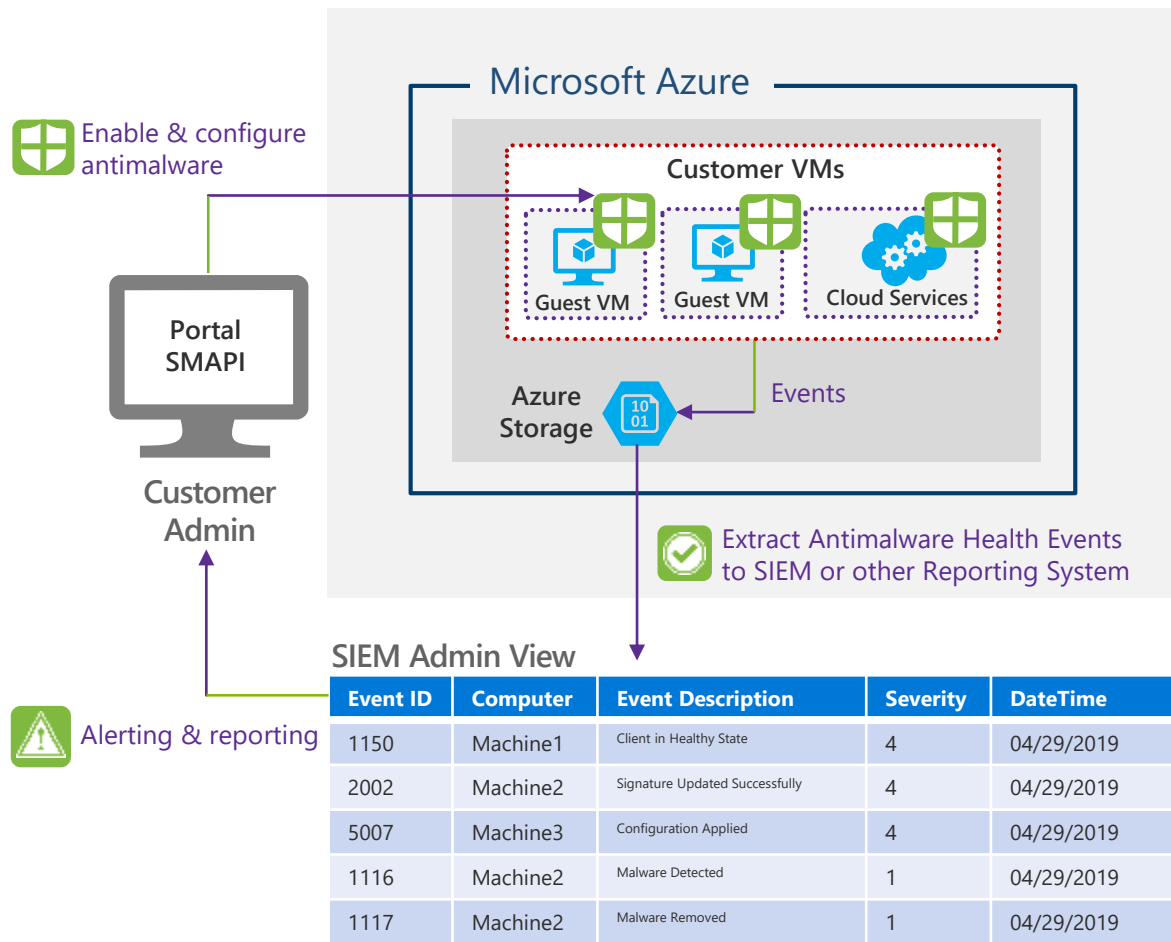 Microsoft Azure
Enable & configure
antimalware
Customer VMs
Guest VM
Guest VM
Cloud Services
Portal
SMAPI
Azure
Storage
10
01
Events
Customer
Admin
Extract Antimalware Health Events
to SIEM or other Reporting System
SIEM Admin View
Alerting & reporting
Event ID Computer Event Description Severity DateTime
1150 Machine1 Client in Healthy State 4 04/29/2019
2002 Machine2 Signature Updated Successfully 4 04/29/2019
5007 Machine3 Configuration Applied 4 04/29/2019
1116 Machine2 Malware Detected 1 04/29/2019
1117 Machine2 Malware Removed 1 04/29/2019